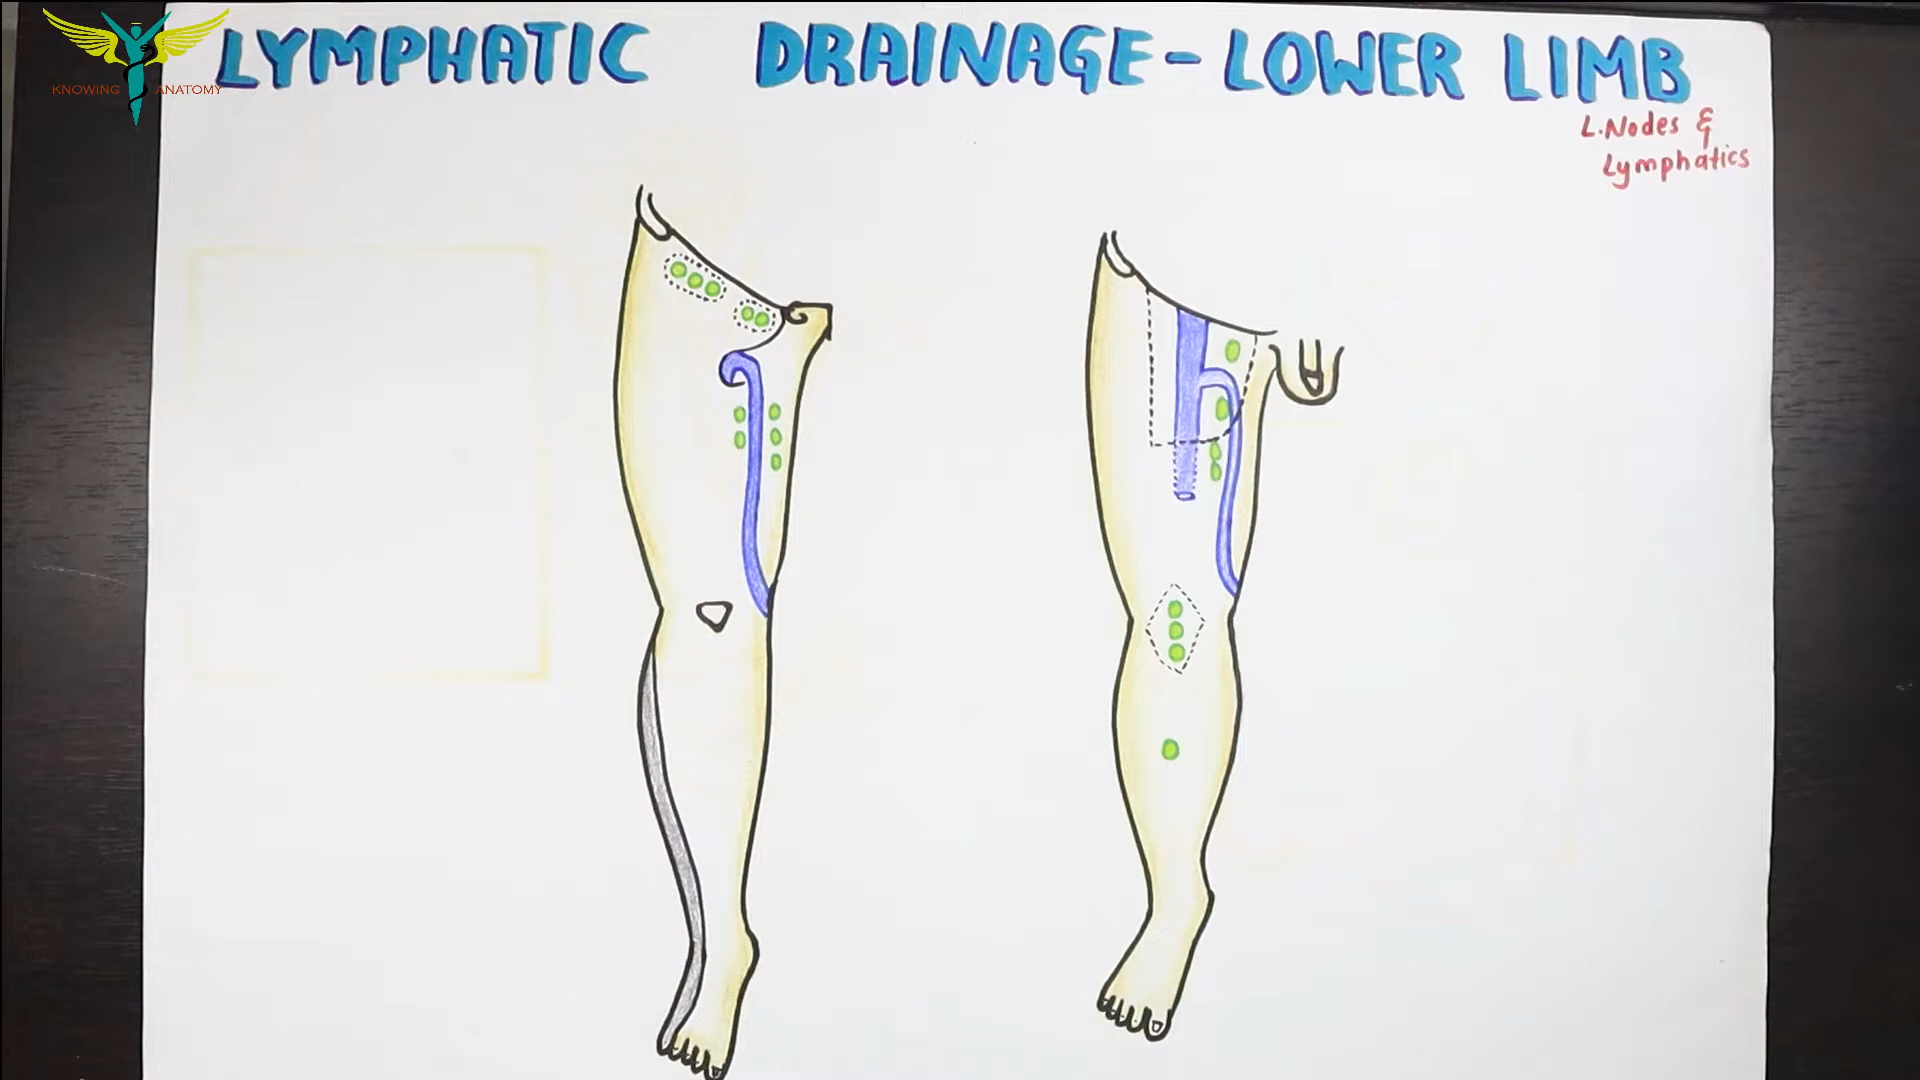 LYMPHATIC DRAINAGE - LOWER LIMB
L.Nodes &
Lymphatics
KNOWING ANATOMY